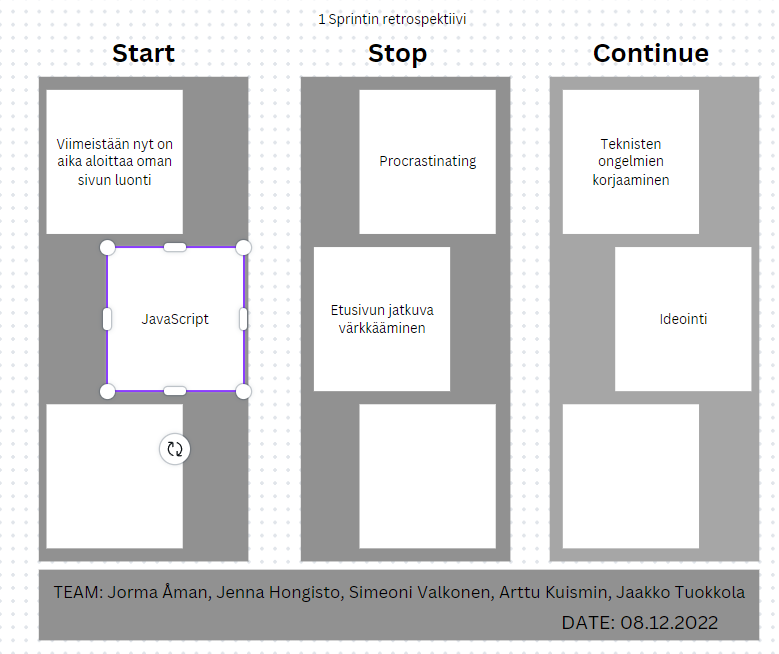 1 Sprintin retrospektiivi
Start
Stop
Continue
Viimeistään nyt on
aika aloittaa oman
sivun luonti
Procrastinating
Teknisten
ongelmien
korjaaminen
JavaScript
Etusivun jatkuva
värkkääminen
Ideointi
TEAM: Jorma Åman, Jenna Hongisto, Simeoni Valkonen, Arttu Kuismin, Jaakko Tuokkola
DATE: 08.12.2022